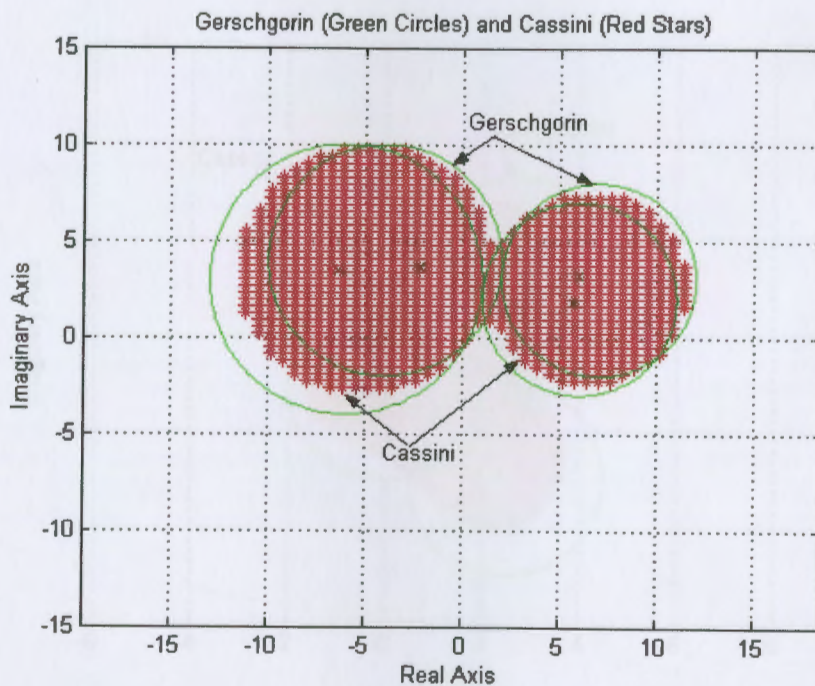 Gerschgorin (Green Circles) and Cassini (Red Stars)
15
10
5
0
-5
-10
-15
Imaginary Axis
Gerschgorin
Cassini
-15
-10
-5
0
5
10
15
Real Axis